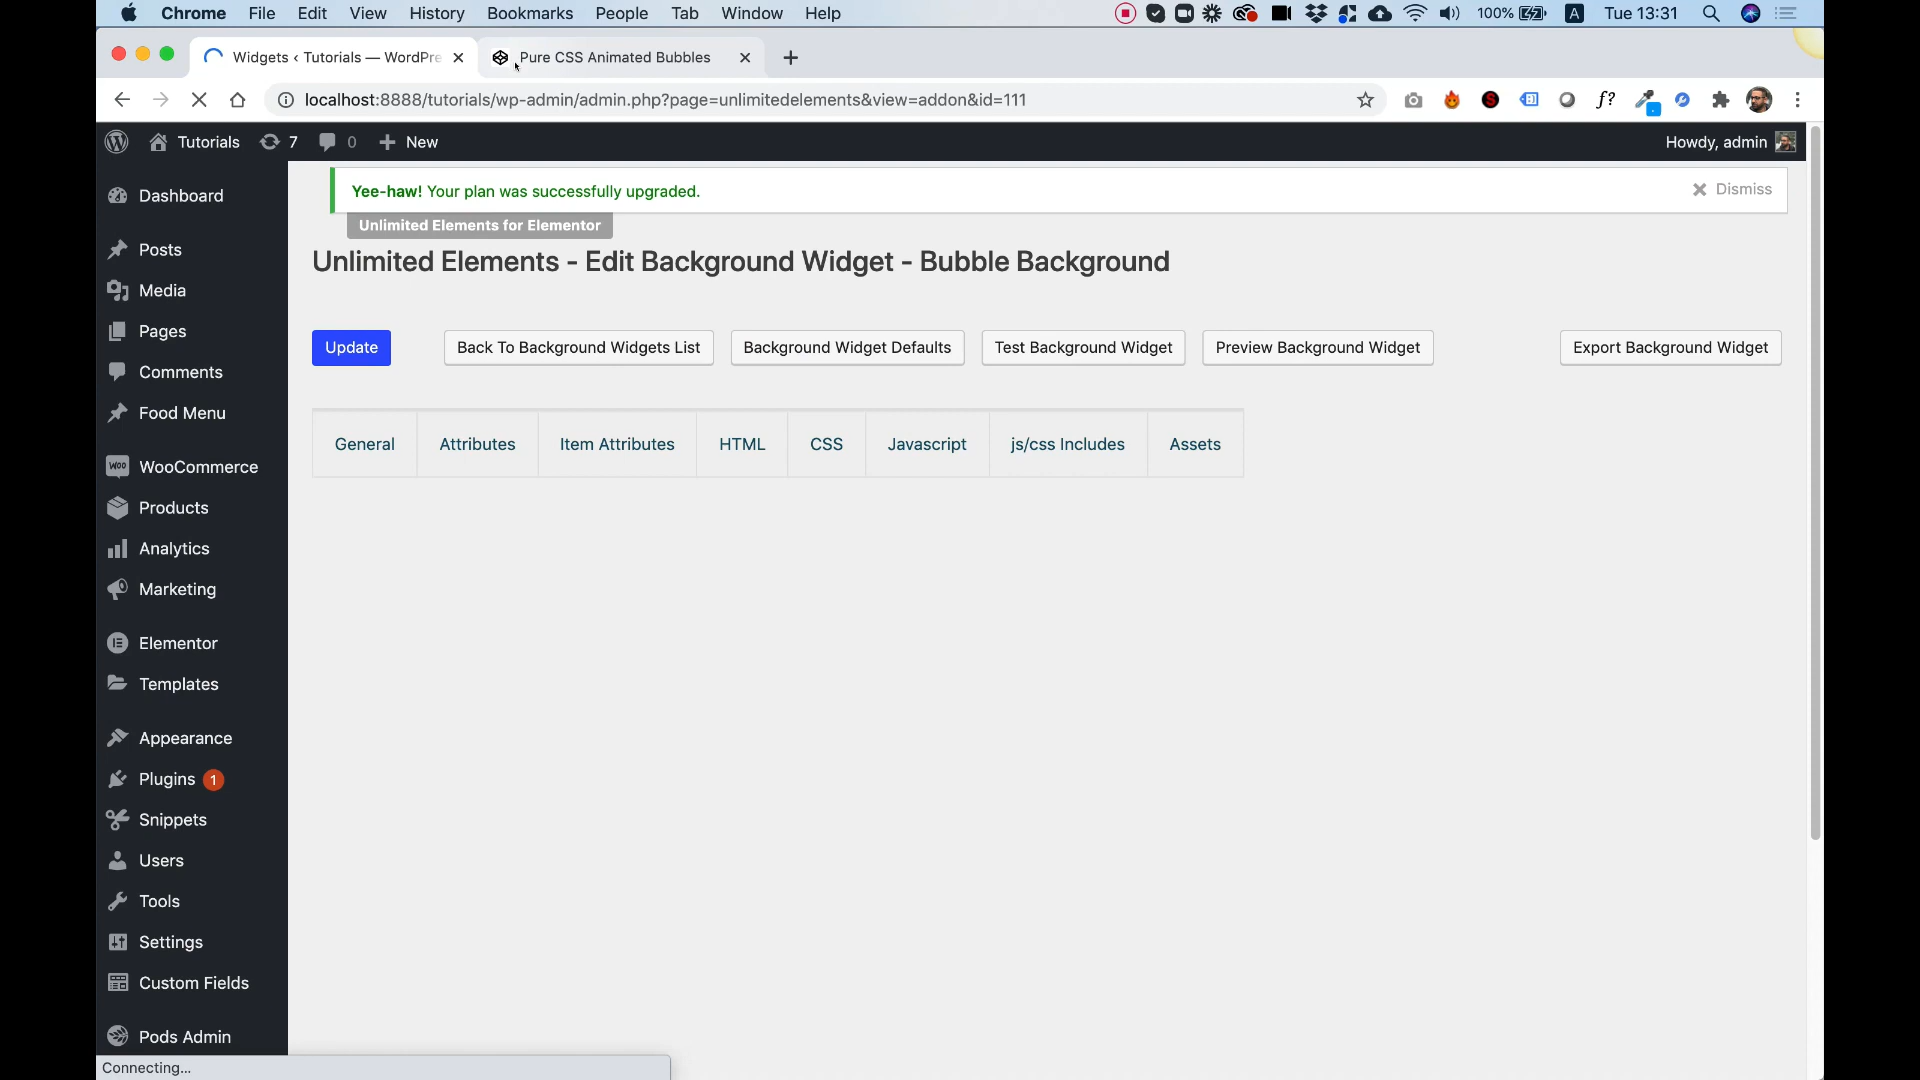 Chrome File Edit View History Bookmarks People Tab Window Help 100% A Tue 13:31
Widgets ‹ Tutorials — WordPre Pure CSS Animated Bubbles
localhost:8888/tutorials/wp-admin/admin.php?page=unlimitedelements&view=addon&id=111 f?
Tutorials 7 0 New Howdy, admin
Yee-haw! Your plan was successfully upgraded. Dismiss
Unlimited Elements for Elementor
Unlimited Elements - Edit Background Widget - Bubble Background
Update Back To Background Widgets List Background Widget Defaults Test Background Widget Preview Background Widget Export Background Widget
General Attributes Item Attributes HTML CSS Javascript js/css Includes Assets
Dashboard
Posts
Media
Pages
Comments
Food Menu
WooCommerce
Products
Analytics
Marketing
Elementor
Templates
Appearance
Plugins 1
Snippets
Users
Tools
Settings
Custom Fields
Pods Admin
Connecting...